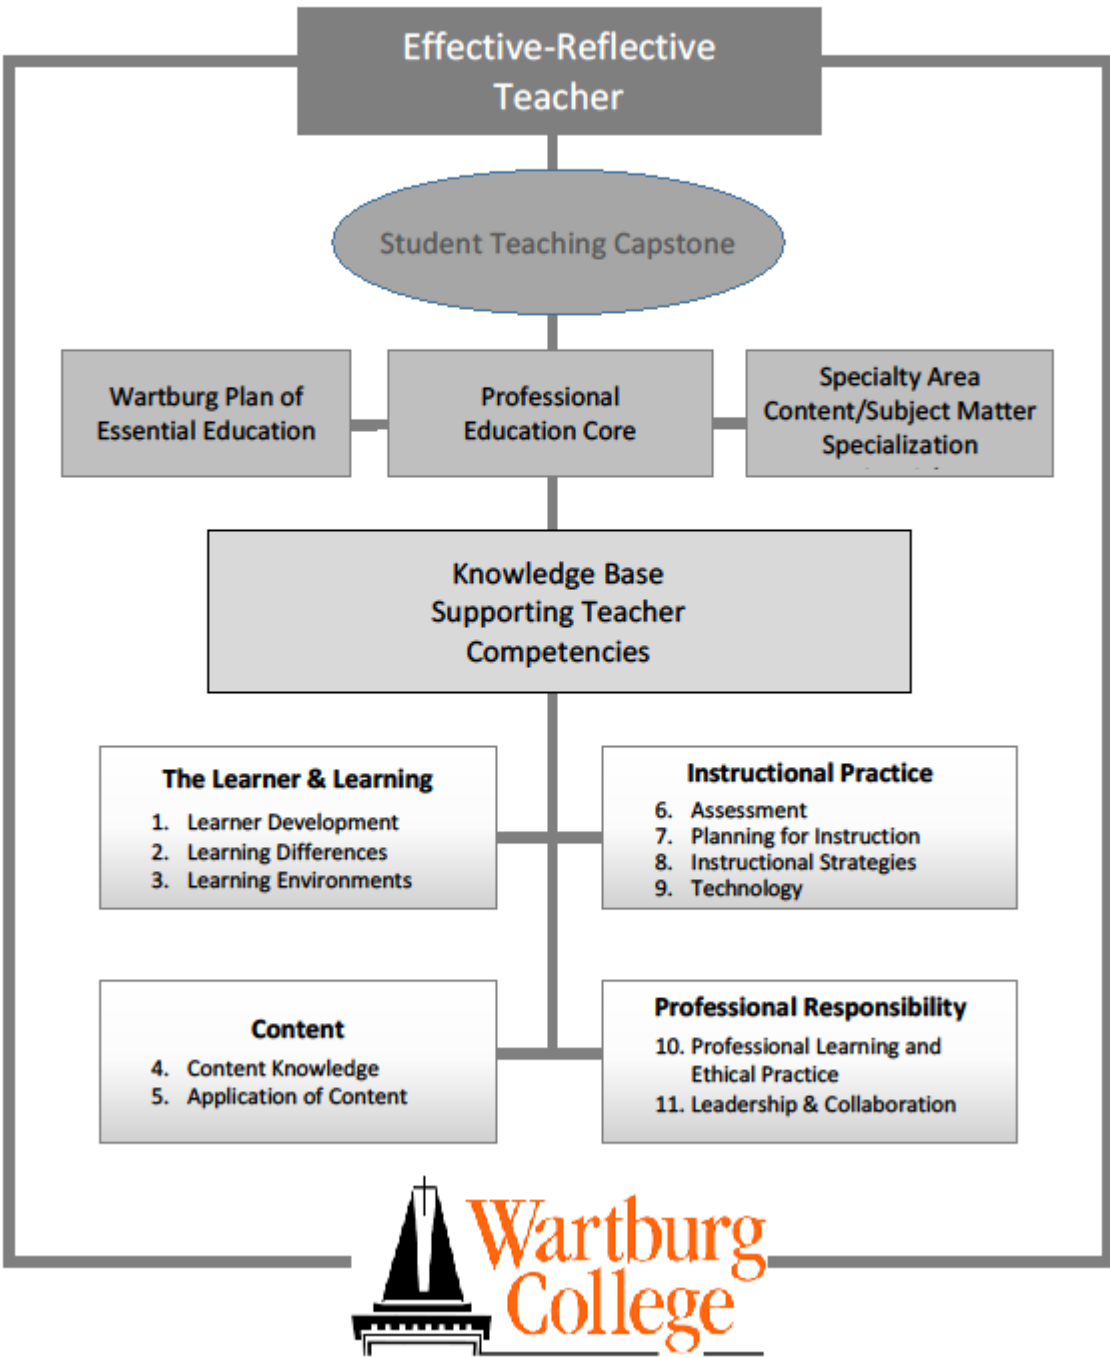 Effective-Reflective
Teacher
Student Teaching Capstone
Wartburg Plan of
Essential Education
Professional
Education Core
Specialty Area
Content/Subject Matter
Specialization
Knowledge Base
Supporting Teacher
Competencies
The Learner & Learning
1. Learner Development
2. Learning Differences
3. Learning Environments
Instructional Practice
6. Assessment
7. Planning for Instruction
8. Instructional Strategies
9. Technology
Content
4. Content Knowledge
5. Application of Content
Professional Responsibility
10. Professional Learning and
Ethical Practice
11. Leadership & Collaboration
Wartburg
College